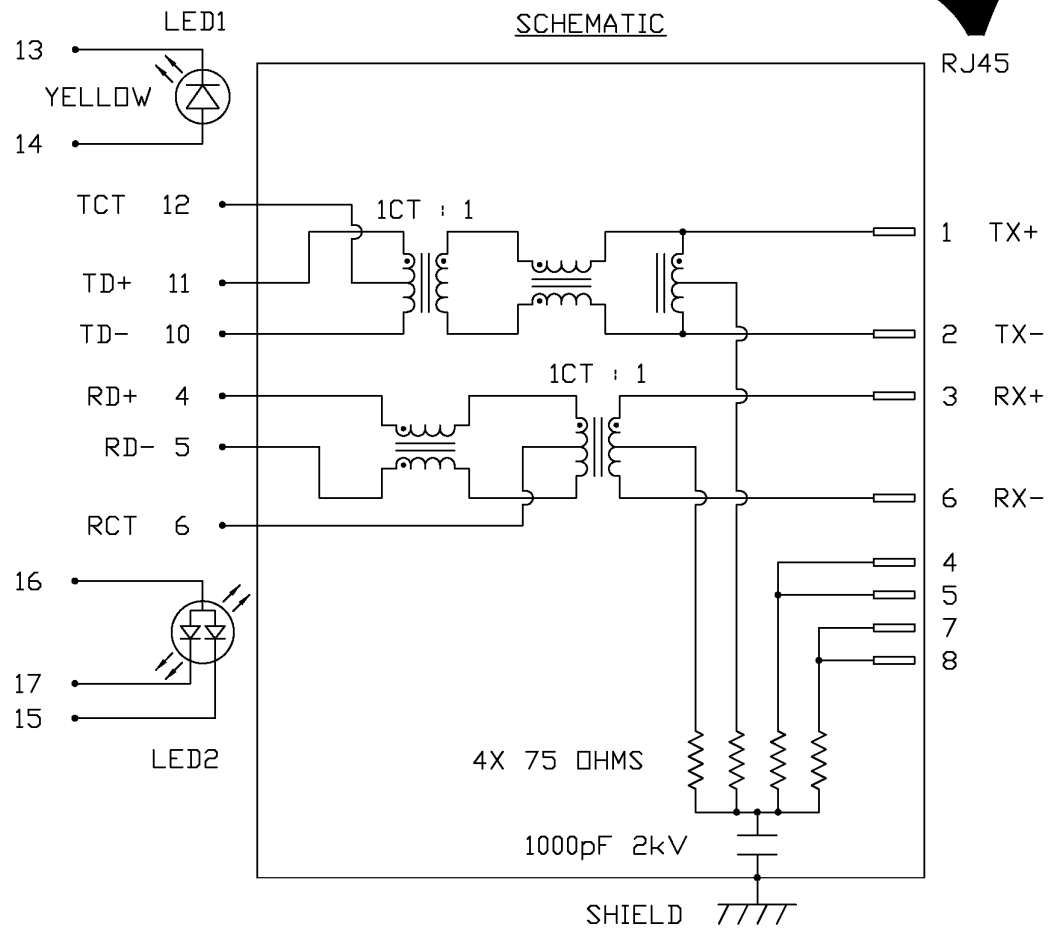 LED1
SCHEMATIC
13
RJ45
YELLOW
14
TCT 12
1CT : 1
1 TX+
TD+ 11
TD- 10
2 TX-
1CT : 1
RD+ 4
3 RX+
RD- 5
6 RX-
RCT 6
4
16
5
7
8
17
15
LED2
4X 75 OHMS
1000pF 2kV
SHIELD